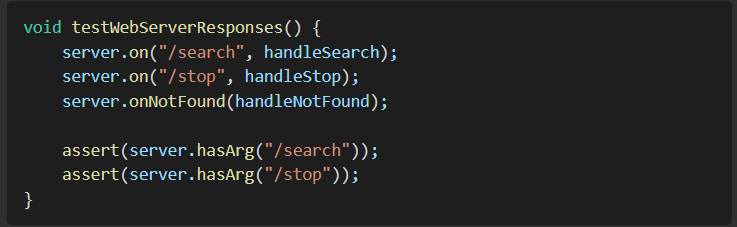 void testWebServerResponses() {
    server.on("/search", handleSearch);
    server.on("/stop", handleStop);
    server.onNotFound(handleNotFound);

    assert(server.hasArg("/search"));
    assert(server.hasArg("/stop"));
}